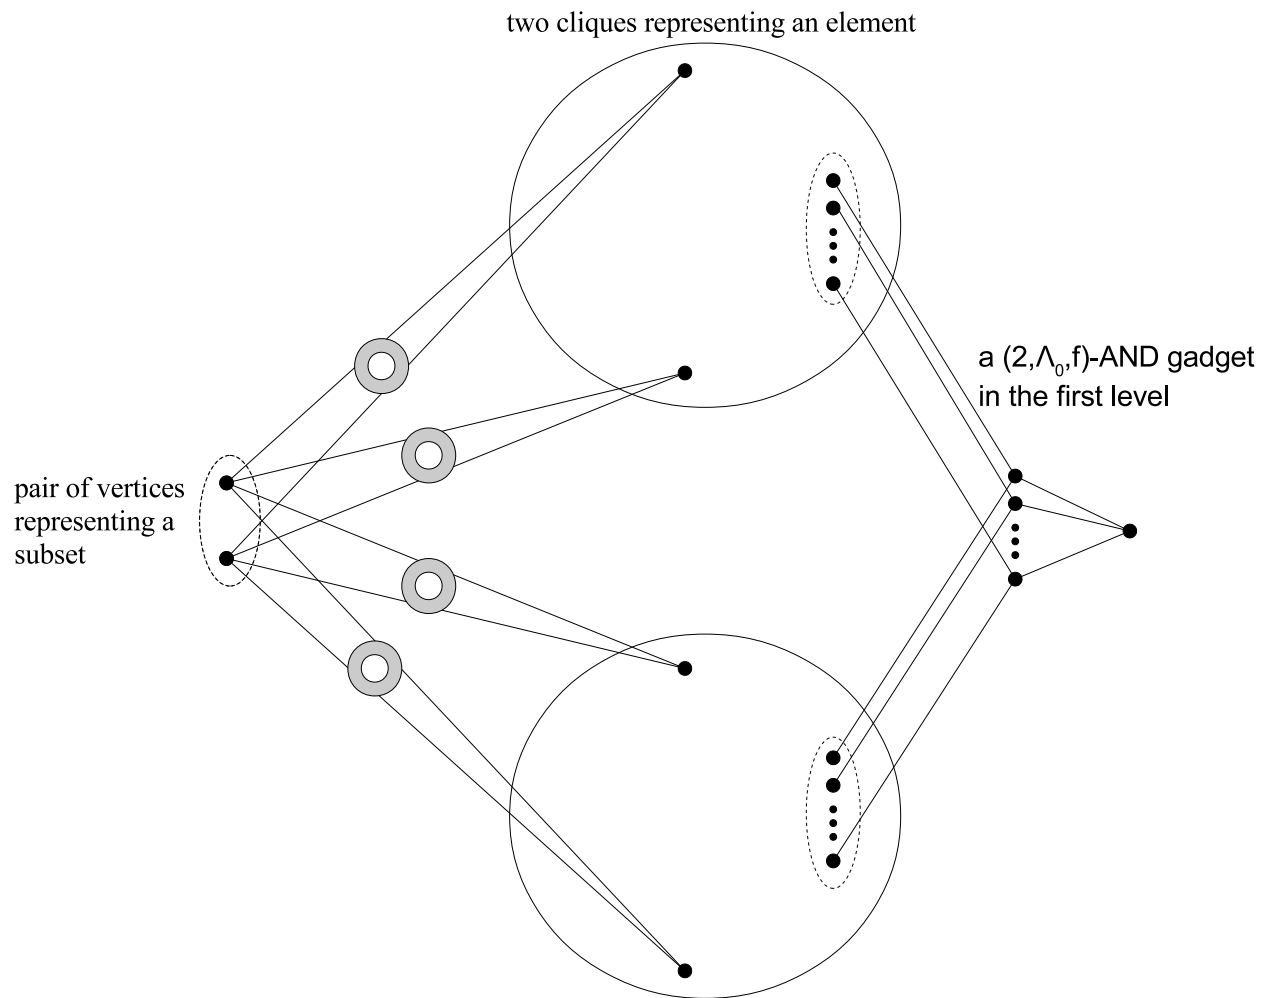 two cliques representing an element
a (2,Λ₀,f)-AND gadget
in the first level
pair of vertices
representing a
subset